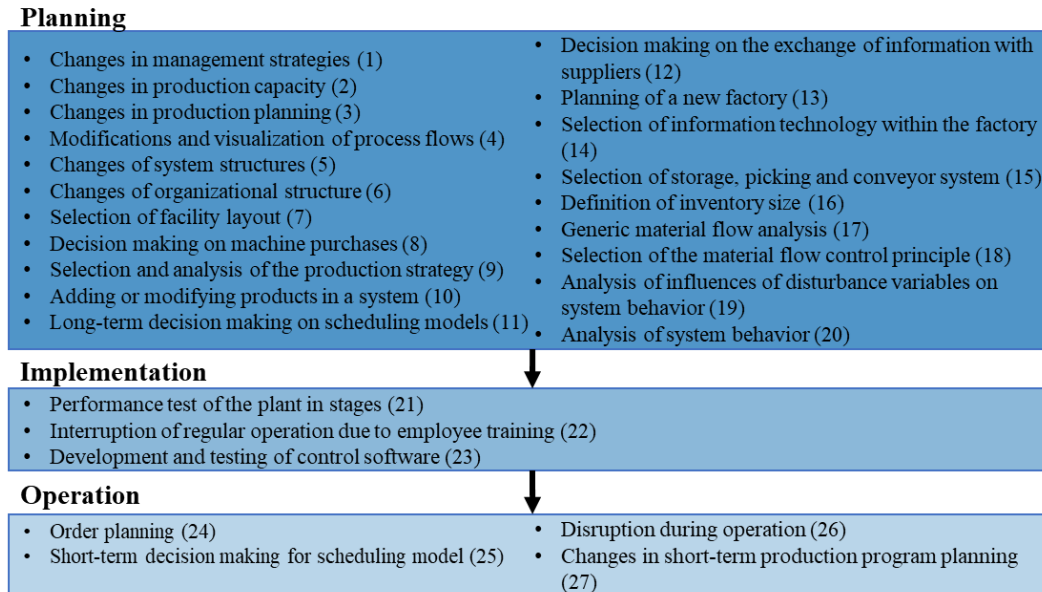 Planning
• Changes in management strategies (1)
• Changes in production capacity (2)
• Changes in production planning (3)
• Modifications and visualization of process flows (4)
• Changes of system structures (5)
• Changes of organizational structure (6)
• Selection of facility layout (7)
• Decision making on machine purchases (8)
• Selection and analysis of the production strategy (9)
• Adding or modifying products in a system (10)
• Long-term decision making on scheduling models (11)
• Decision making on the exchange of information with
suppliers (12)
• Planning of a new factory (13)
• Selection of information technology within the factory
(14)
• Selection of storage, picking and conveyor system (15)
• Definition of inventory size (16)
• Generic material flow analysis (17)
• Selection of the material flow control principle (18)
• Analysis of influences of disturbance variables on
system behavior (19)
• Analysis of system behavior (20)
Implementation
• Performance test of the plant in stages (21)
• Interruption of regular operation due to employee training (22)
• Development and testing of control software (23)
Operation
• Order planning (24)
• Short-term decision making for scheduling model (25)
• Disruption during operation (26)
• Changes in short-term production program planning
(27)